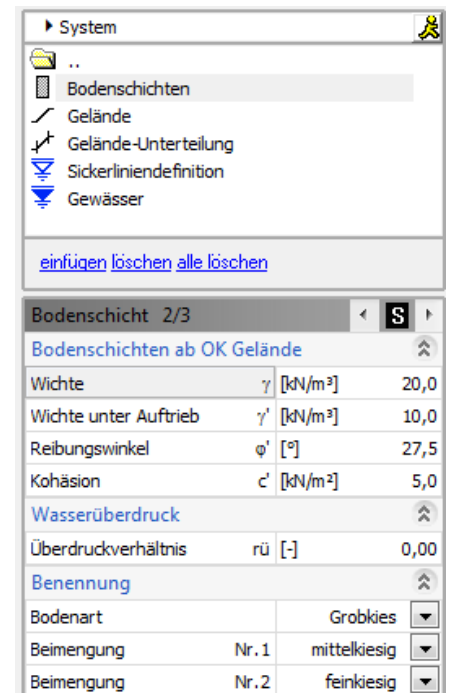 System
..
Bodenschichten
Gelände
Gelände-Unterteilung
Sickerliniendefinition
Gewässer
einfügen löschen alle löschen
Bodenschicht 2/3 S
Bodenschichten ab OK Gelände
Wichte γ [kN/m³] 20,0
Wichte unter Auftrieb γ' [kN/m³] 10,0
Reibungswinkel φ' [°] 27,5
Kohäsion c' [kN/m²] 5,0
Wasserüberdruck
Überdruckverhältnis rü [-] 0,00
Benennung
Bodenart Grobkies
Beimengung Nr.1 mittelkiesig
Beimengung Nr.2 feinkiesig